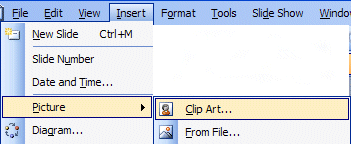 File Edit View Insert Format Tools Slide Show Window
New Slide Ctrl+M
Slide Number
Date and Time...
Picture
Clip Art...
Diagram...
From File...